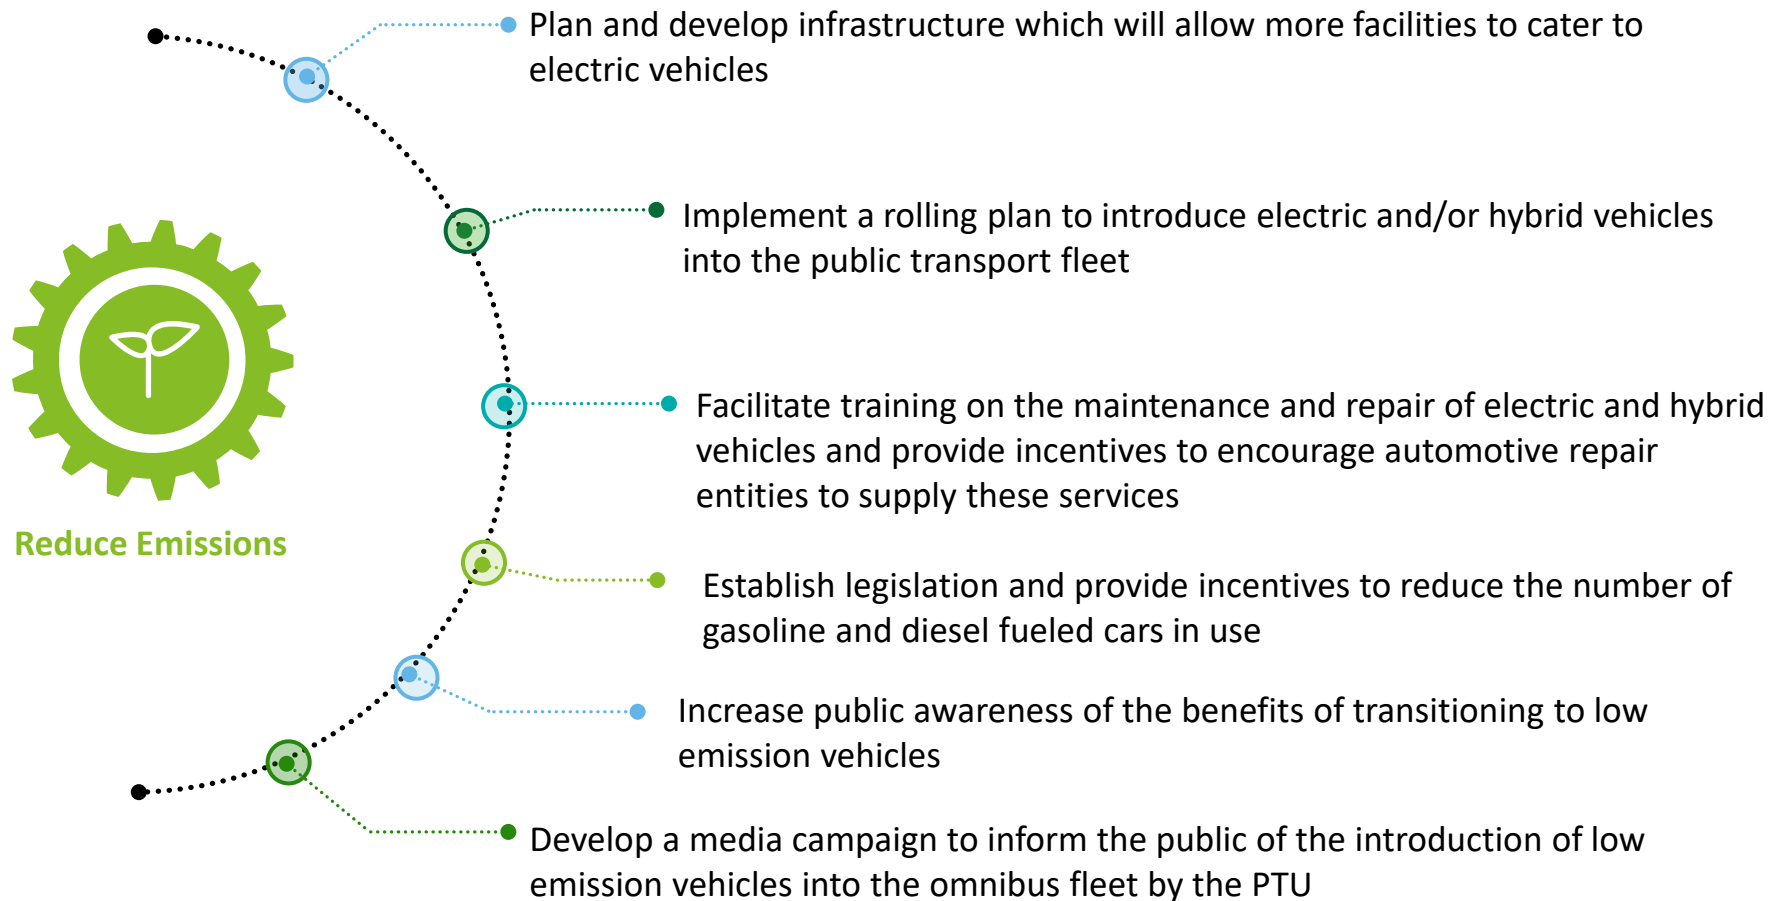 Plan and develop infrastructure which will allow more facilities to cater to
electric vehicles
Implement a rolling plan to introduce electric and/or hybrid vehicles
into the public transport fleet
Facilitate training on the maintenance and repair of electric and hybrid
vehicles and provide incentives to encourage automotive repair
entities to supply these services
Reduce Emissions
Establish legislation and provide incentives to reduce the number of
gasoline and diesel fueled cars in use
Increase public awareness of the benefits of transitioning to low
emission vehicles
Develop a media campaign to inform the public of the introduction of low
emission vehicles into the omnibus fleet by the PTU